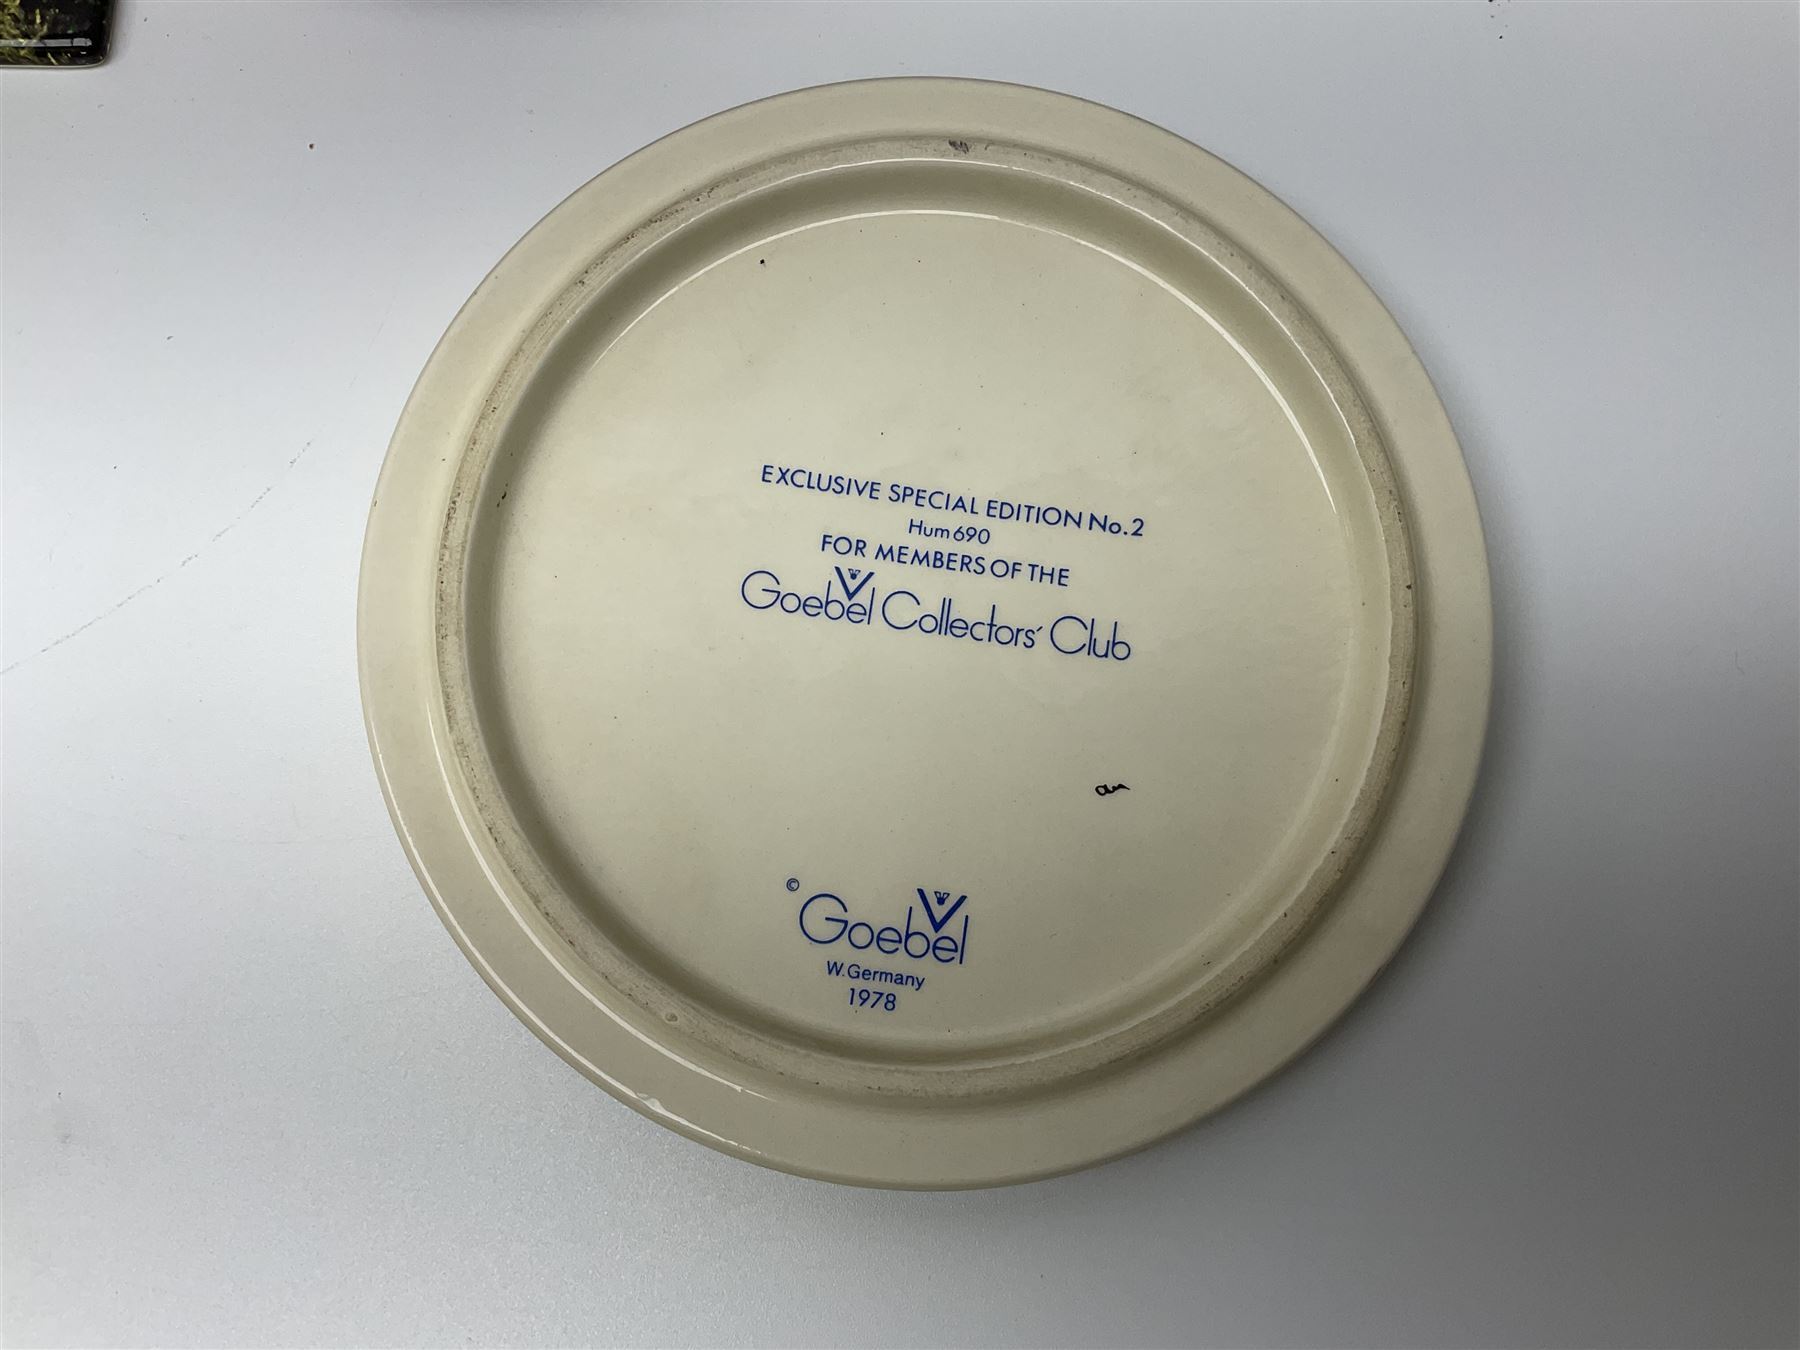 EXCLUSIVE SPECIAL EDITION No.2
Hum 690
FOR MEMBERS OF THE
Goebel Collectors' Club
© Goebel
W. Germany
1978